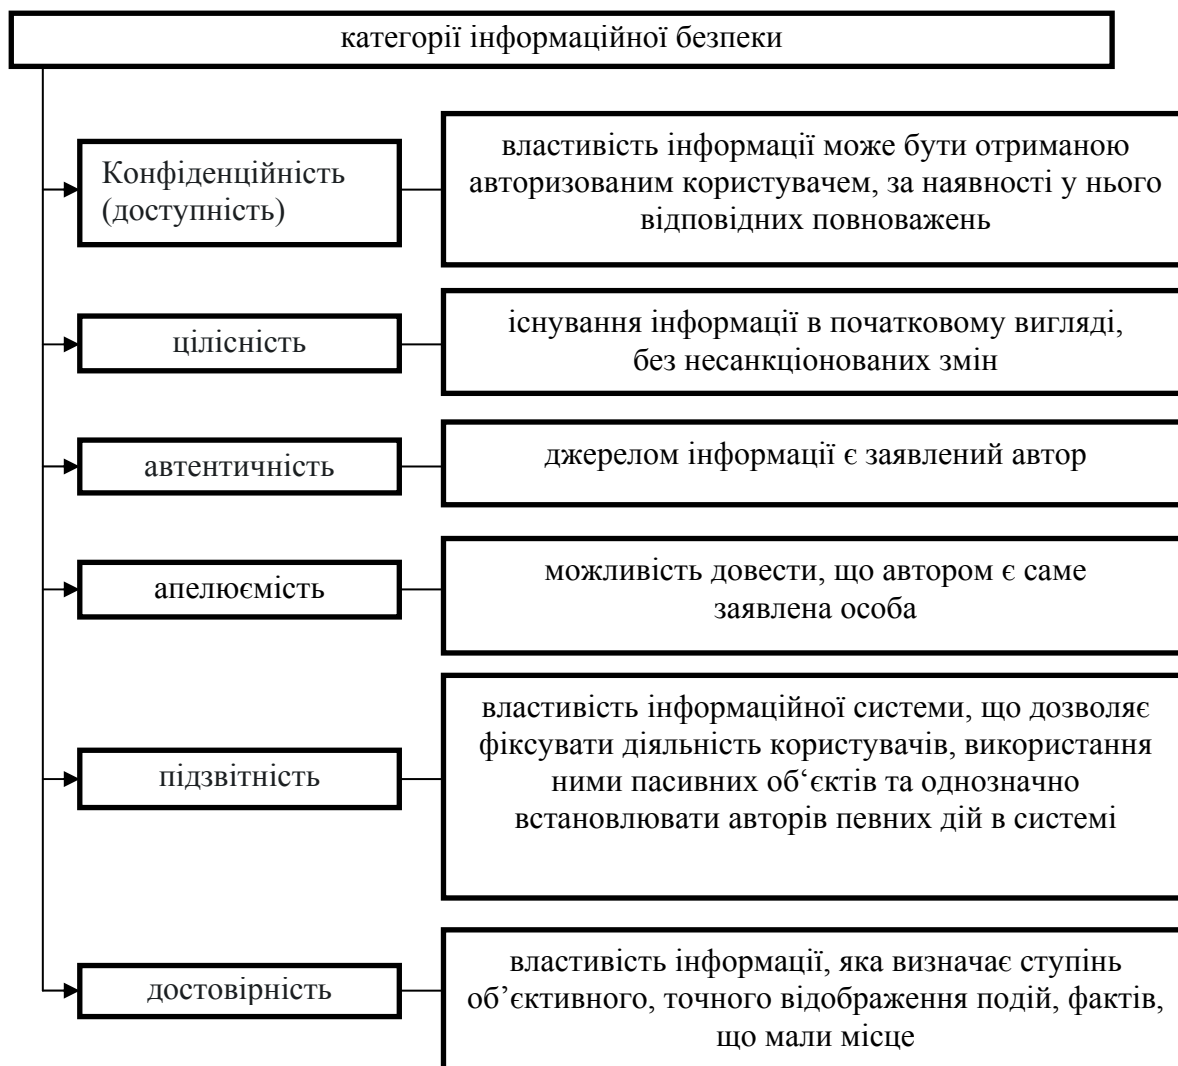 категорії інформаційної безпеки
Конфіденційність
(доступність)
властивість інформації може бути отриманою
авторизованим користувачем, за наявності у нього
відповідних повноважень
цілісність
існування інформації в початковому вигляді,
без несанкціонованих змін
автентичність
джерелом інформації є заявлений автор
апелюємість
можливість довести, що автором є саме
заявлена особа
підзвітність
властивість інформаційної системи, що дозволяє
фіксувати діяльність користувачів, використання
ними пасивних об‘єктів та однозначно
встановлювати авторів певних дій в системі
достовірність
властивість інформації, яка визначає ступінь
об’єктивного, точного відображення подій, фактів,
що мали місце